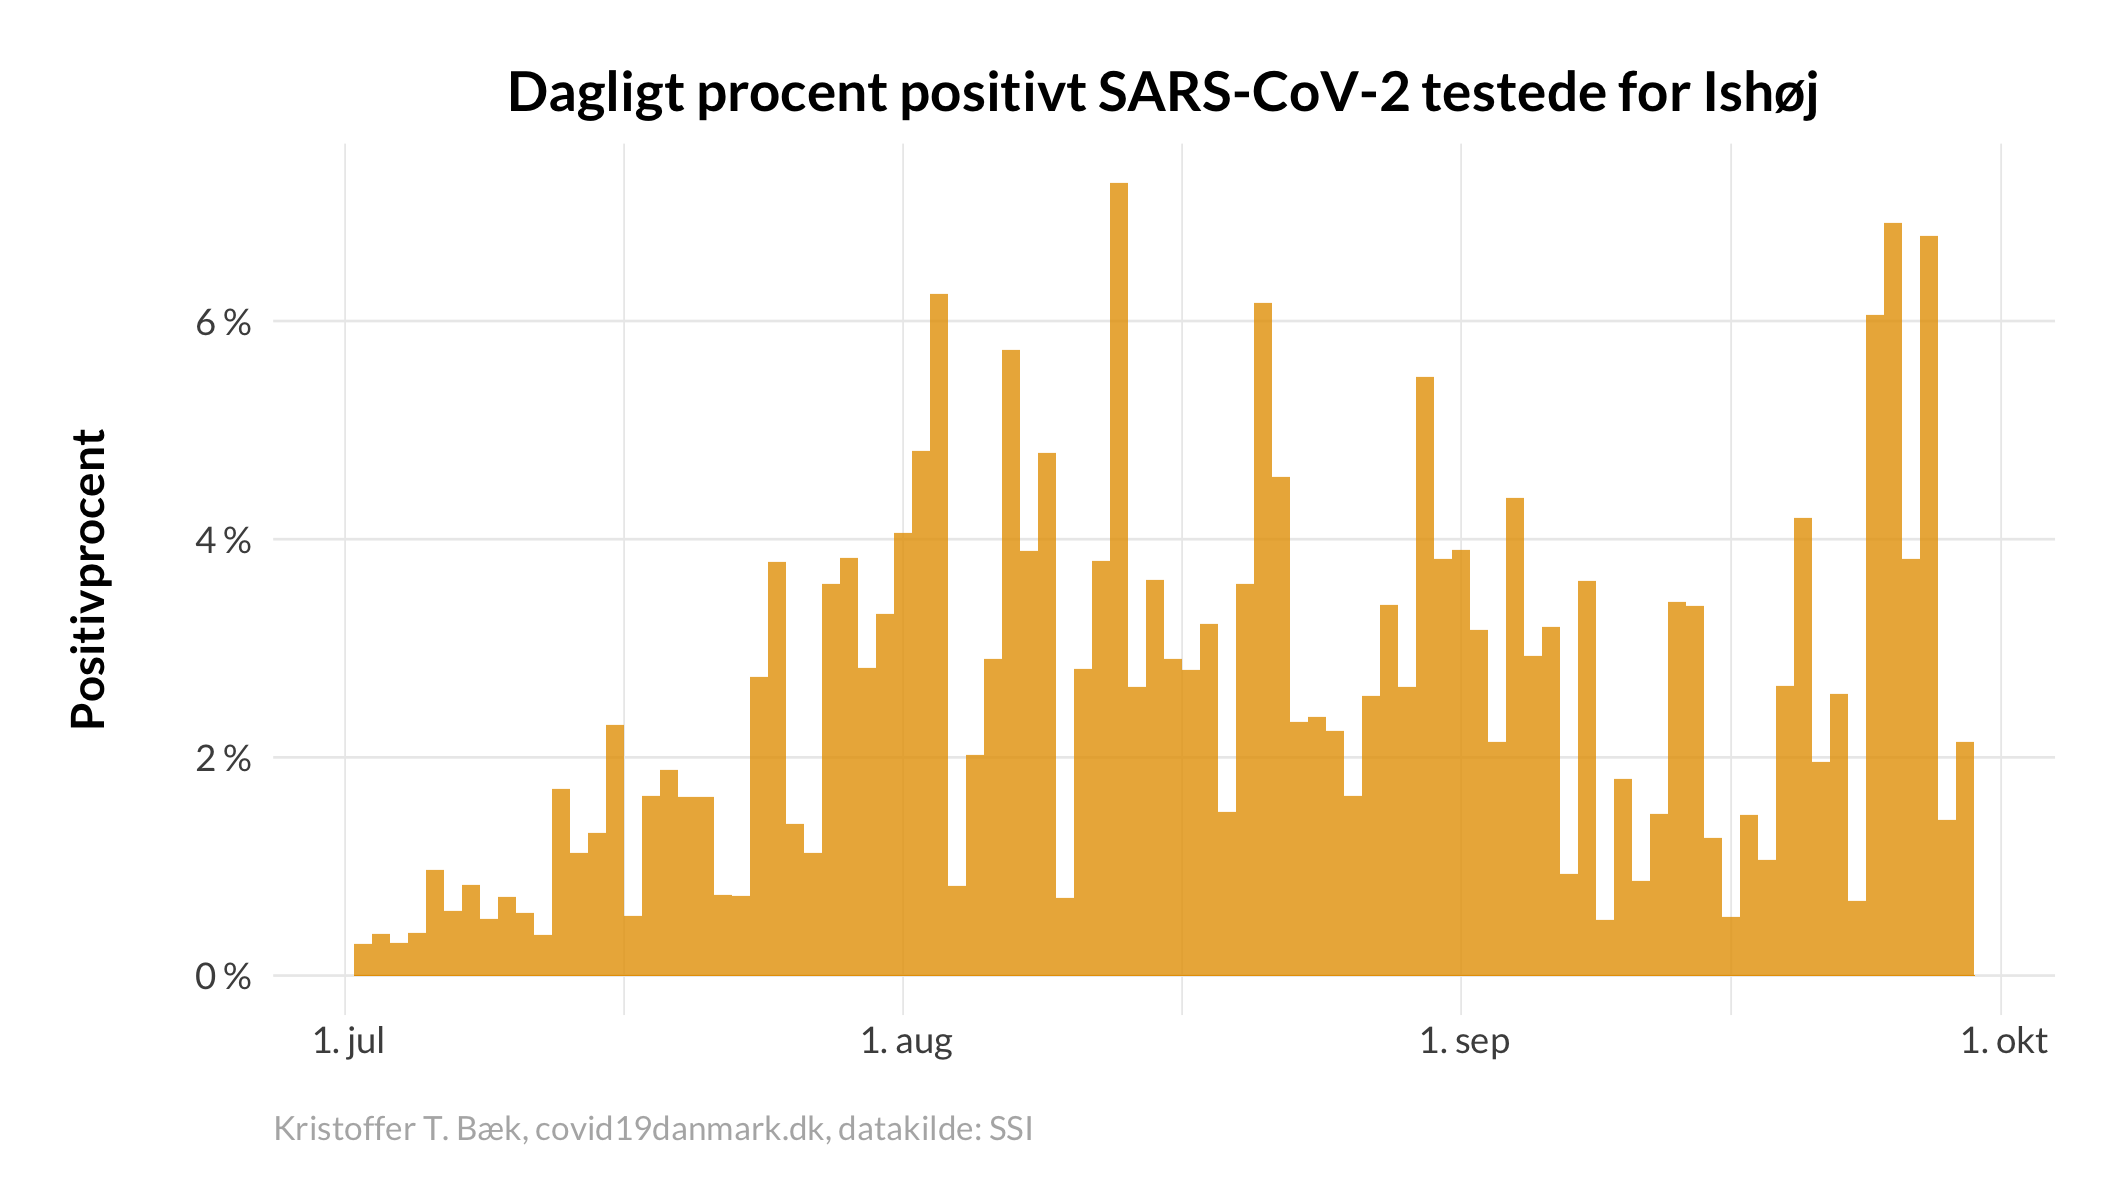 Dagligt procent positivt SARS-CoV-2 testede for Ishøj
Positivprocent
6 %
4 %
2 %
0 %
1. jul
1. aug
1. sep
1. okt
Kristoffer T. Bæk, covid19danmark.dk, datakilde: SSI